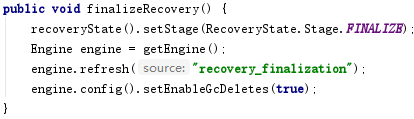 public void finalizeRecovery() {
    recoveryState().setStage(RecoveryState.Stage.FINALIZE);
    Engine engine = getEngine();
    engine.refresh( source: "recovery_finalization");
    engine.config().setEnableGcDeletes(true);
}